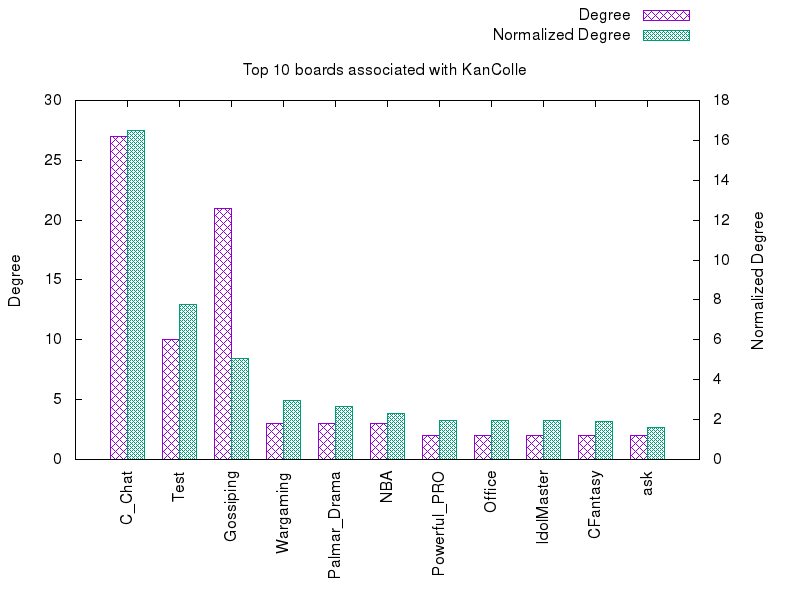 Degree
Normalized Degree
Top 10 boards associated with KanColle
30
25
20
15
10
5
0
18
16
14
12
10
8
6
4
2
0
Degree
Normalized Degree
C_Chat
Test
Gossiping
Wargaming
Palmar_Drama
NBA
Powerful_PRO
Office
IdolMaster
CFantasy
ask